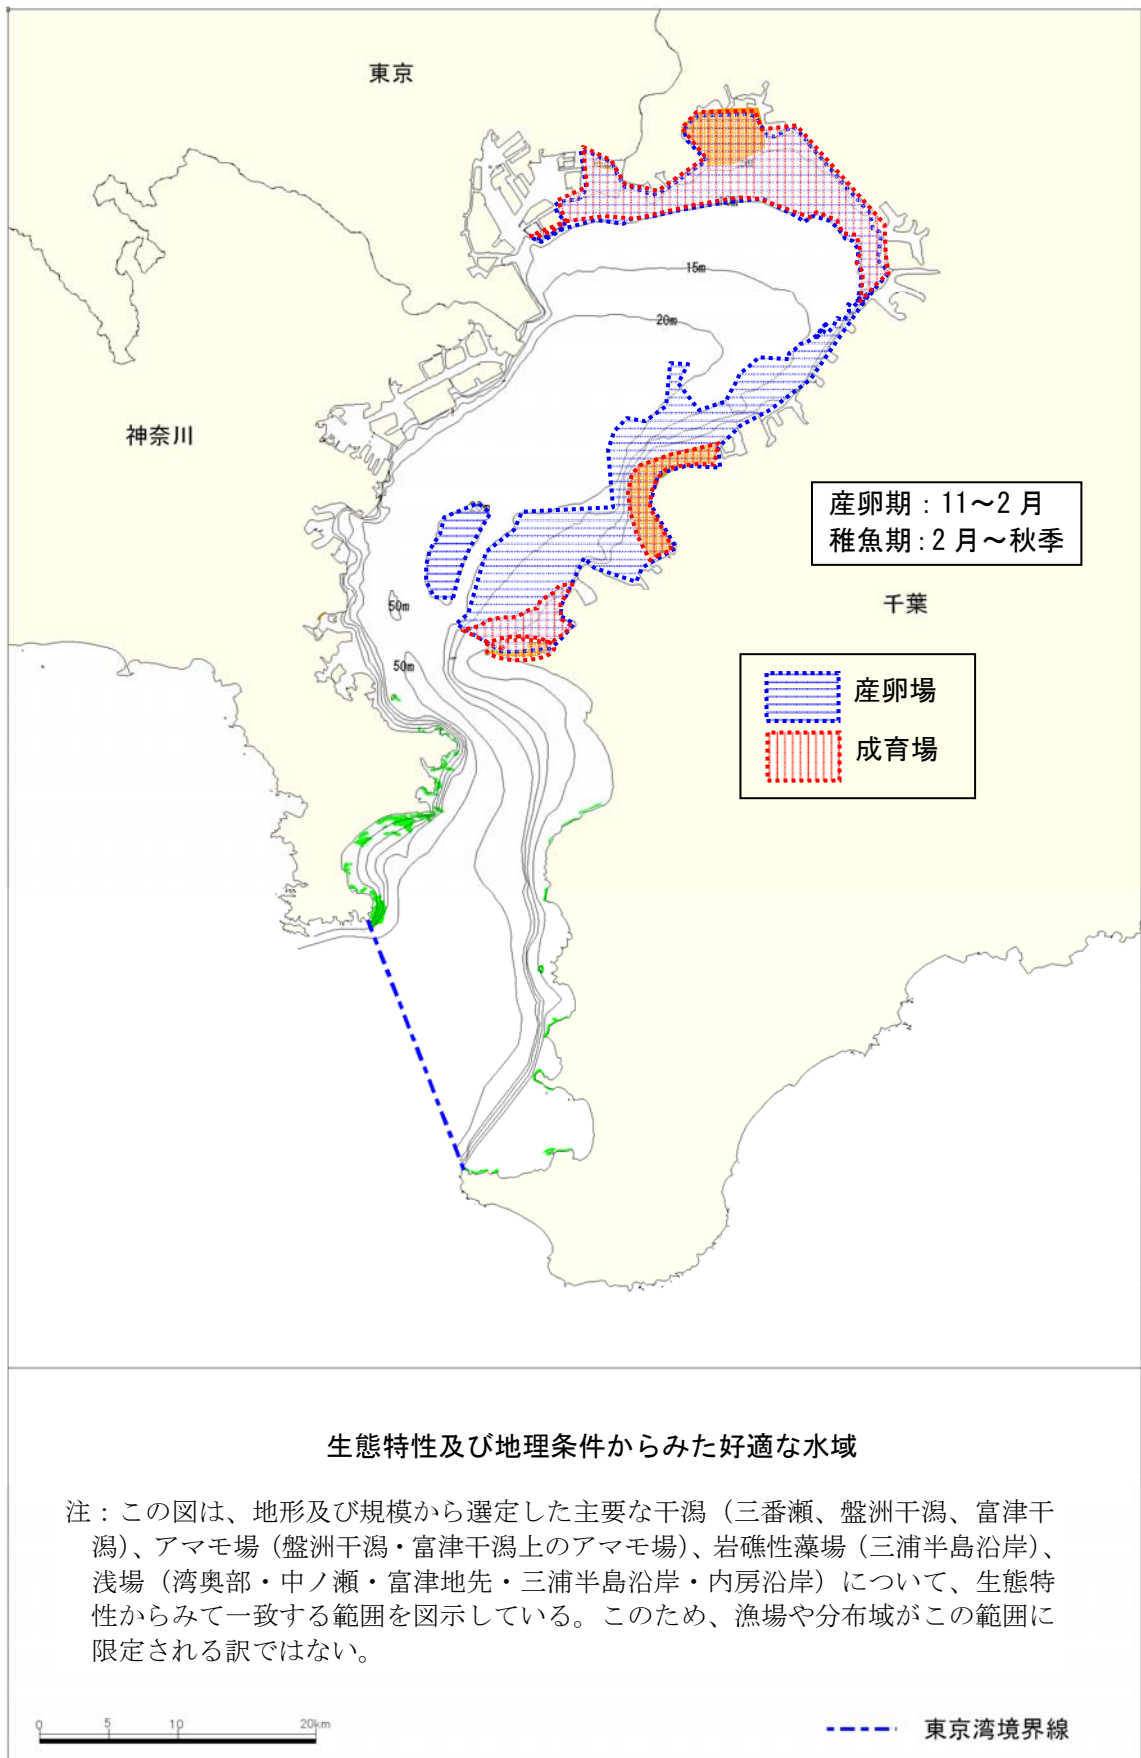 東京
15m
20m
神奈川
産卵期：11～2月
稚魚期：2月～秋季
千葉
50m
50m
産卵場
成育場
生態特性及び地理条件からみた好適な水域
注：この図は、地形及び規模から選定した主要な干潟（三番瀬、盤洲干潟、富津干
潟）、アマモ場（盤洲干潟・富津干潟上のアマモ場）、岩礁性藻場（三浦半島沿岸）、
浅場（湾奥部・中ノ瀬・富津地先・三浦半島沿岸・内房沿岸）について、生態特
性からみて一致する範囲を図示している。このため、漁場や分布域がこの範囲に
限定される訳ではない。
0 5 10 20km
東京湾境界線